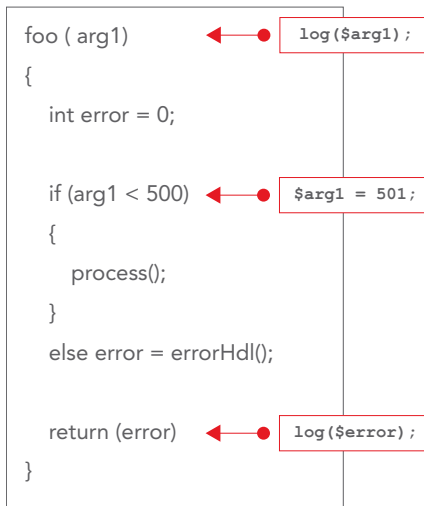 foo ( arg1)
log($arg1);
{
int error = 0;
if (arg1 < 500)
$arg1 = 501;
{
process();
}
else error = errorHdl();
return (error)
log($error);
}